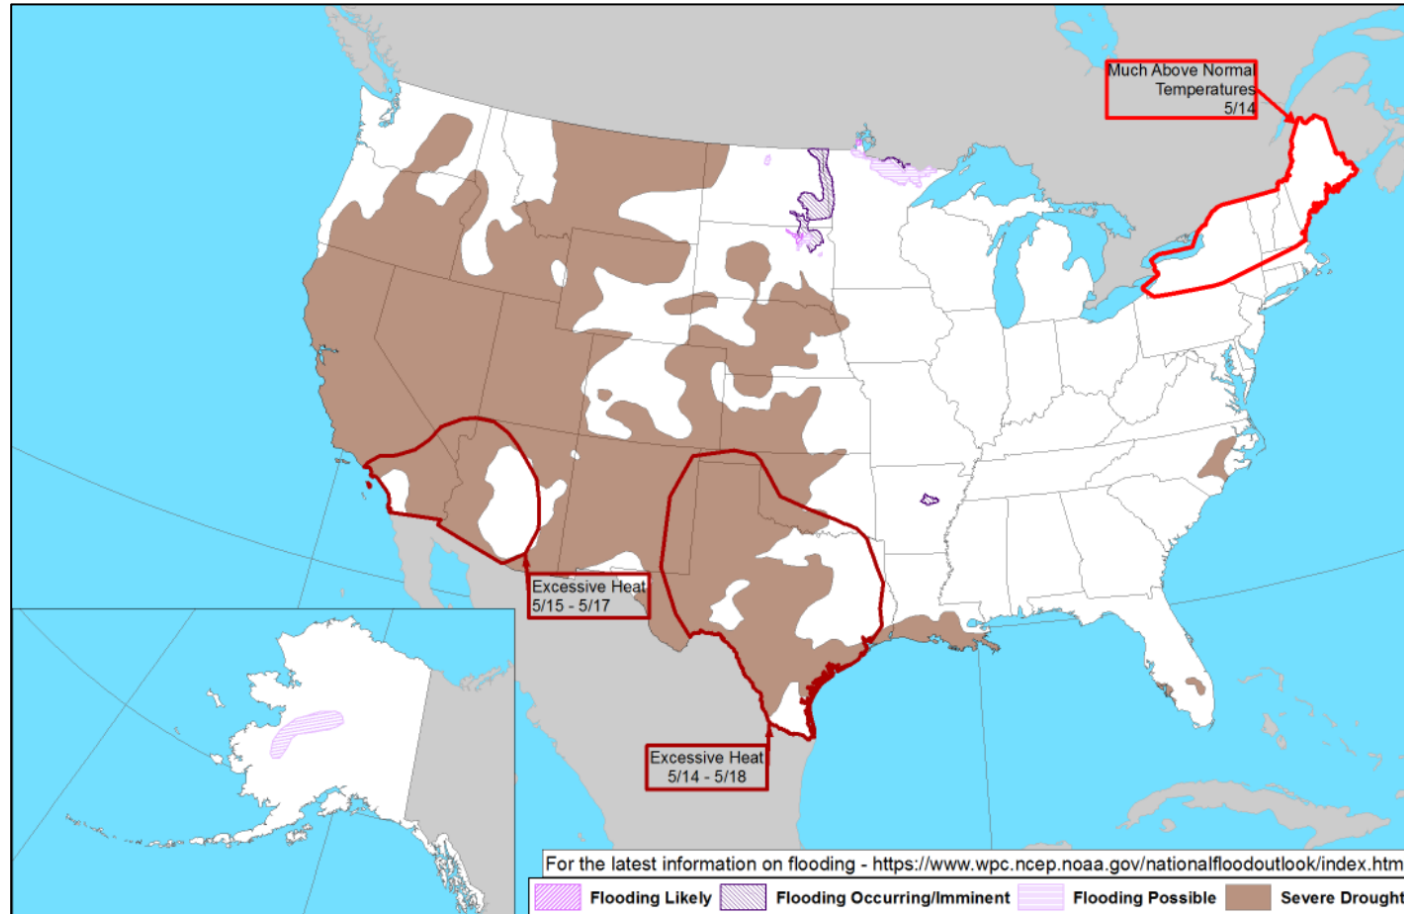 Much Above Normal
Temperatures
5/14
Excessive Heat
5/15 - 5/17
Excessive Heat
5/14 - 5/18
For the latest information on flooding - https://www.wpc.ncep.noaa.gov/nationalfloodoutlook/index.htm
Flooding Likely
Flooding Occurring/Imminent
Flooding Possible
Severe Drought